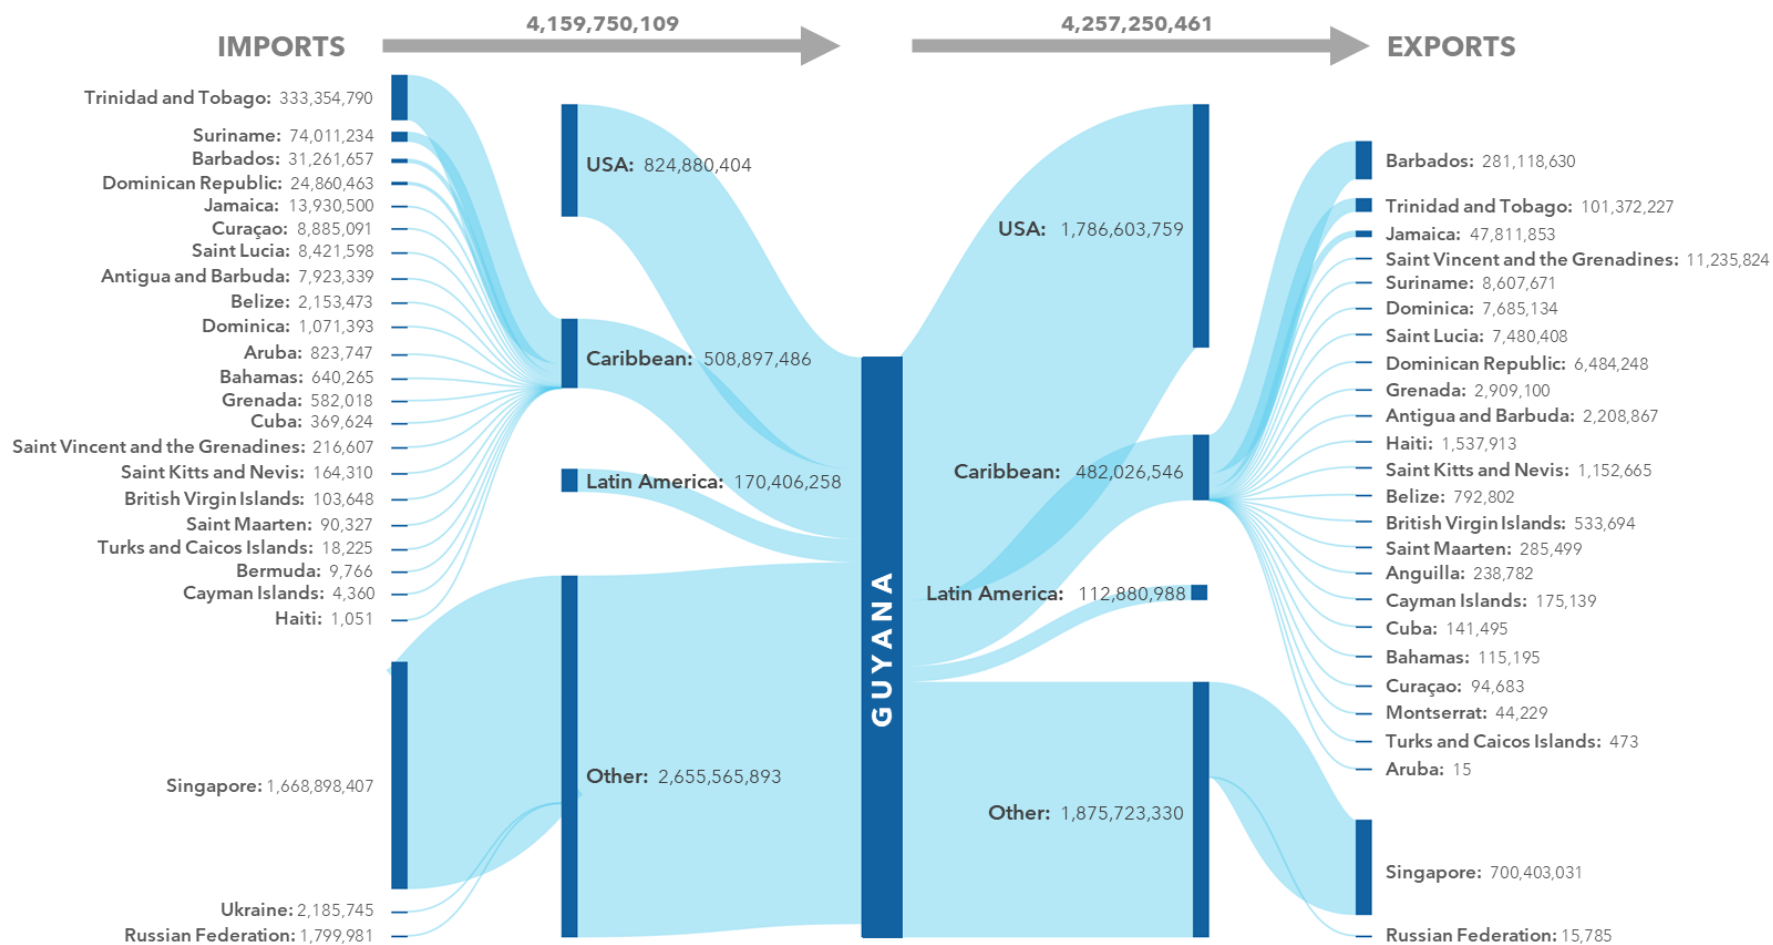 4,159,750,109
4,257,250,461
IMPORTS
EXPORTS
Trinidad and Tobago: 333,354,790
Suriname: 74,011,234
Barbados: 31,261,657
Dominican Republic: 24,860,463
Jamaica: 13,930,500
Curaçao: 8,885,091
Saint Lucia: 8,421,598
Antigua and Barbuda: 7,923,339
Belize: 2,153,473
Dominica: 1,071,393
Aruba: 823,747
Bahamas: 640,265
Grenada: 582,018
Cuba: 369,624
Saint Vincent and the Grenadines: 216,607
Saint Kitts and Nevis: 164,310
British Virgin Islands: 103,648
Saint Maarten: 90,327
Turks and Caicos Islands: 18,225
Bermuda: 9,766
Cayman Islands: 4,360
Haiti: 1,051
Singapore: 1,668,898,407
Ukraine: 2,185,745
Russian Federation: 1,799,981
USA: 824,880,404
Caribbean: 508,897,486
Latin America: 170,406,258
Other: 2,655,565,893
GUYANA
USA: 1,786,603,759
Caribbean: 482,026,546
Latin America: 112,880,988
Other: 1,875,723,330
Barbados: 281,118,630
Trinidad and Tobago: 101,372,227
Jamaica: 47,811,853
Saint Vincent and the Grenadines: 11,235,824
Suriname: 8,607,671
Dominica: 7,685,134
Saint Lucia: 7,480,408
Dominican Republic: 6,484,248
Grenada: 2,909,100
Antigua and Barbuda: 2,208,867
Haiti: 1,537,913
Saint Kitts and Nevis: 1,152,665
Belize: 792,802
British Virgin Islands: 533,694
Saint Maarten: 285,499
Anguilla: 238,782
Cayman Islands: 175,139
Cuba: 141,495
Bahamas: 115,195
Curaçao: 94,683
Montserrat: 44,229
Turks and Caicos Islands: 473
Aruba: 15
Singapore: 700,403,031
Russian Federation: 15,785